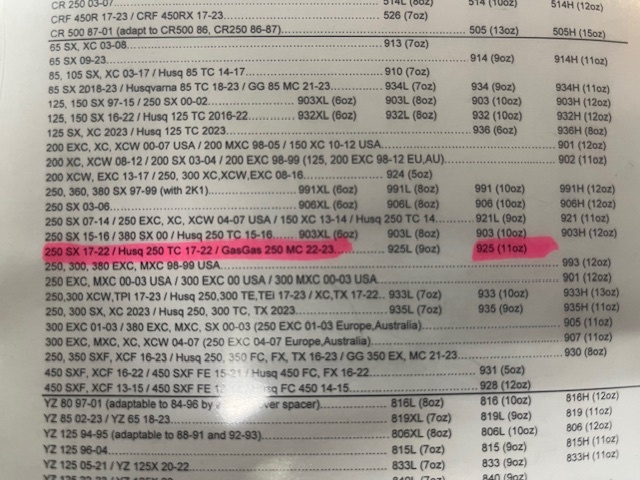 CR 250 03-07 514L (8oz) 514 (10oz) 514H (12oz)
CRF 450R 17-23 / CRF 450RX 17-23 526 (7oz)
CR 500 87-01 (adapt to CR500 86, CR250 86-87) 505 (13oz) 505H (15oz)
65 SX, XC 03-08 913 (7oz)
65 SX 09-23 914 (9oz) 914H (11oz)
85, 105 SX, XC 03-17 / Husq 85 TC 14-17 910 (7oz)
85 SX 2018-23 / Husqvarna 85 TC 18-23 / GG 85 MC 21-23 934L (7oz) 934 (9oz) 934H (11oz)
125, 150 SX 97-15 / 250 SX 00-02 903XL (6oz) 903L (8oz) 903 (10oz) 903H (12oz)
125, 150 SX 16-22 / Husq 125 TC 2016-22 932XL (6oz) 932L (8oz) 932 (10oz) 932H (12oz)
125 SX, XC 2023 / Husq 125 TC 2023 936 (6oz) 936H (8oz)
200 EXC, XC, XCW 00-07 USA / 200 MXC 98-05 / 150 XC 10-12 USA 901 (12oz)
200 XC, XCW 08-12 / 200 SX 03-04 / 200 EXC 98-99 (125, 200 EXC 98-12 EU,AU) 902 (11oz)
200 XCW, EXC 13-17 / 250, 300 XC,XCW,EXC 08-16 924 (5oz)
250, 360, 380 SX 97-99 (with 2K1) 991XL (6oz) 991L (8oz) 991 (10oz) 991H (12oz)
250 SX 03-06 906XL (6oz) 906L (8oz) 906 (10oz) 906H (12oz)
250 SX 07-14 / 250 EXC, XC, XCW 04-07 USA / 150 XC 13-14 / Husq 250 TC 14 921L (9oz) 921 (11oz)
250 SX 15-16 / 380 SX 00 / Husq 250 TC 15-16 903XL (6oz) 903L (8oz) 903 (10oz) 903H (12oz)
250 SX 17-22 / Husq 250 TC 17-22 / GasGas 250 MC 22-23 925L (9oz) 925 (11oz)
250, 300, 380 EXC, MXC 98-99 USA 993 (12oz)
250 EXC, MXC 00-03 USA / 300 EXC 00 USA / 300 MXC 00-03 USA 901 (12oz)
250,300 XCW,TPI 17-23 / Husq 250,300 TE,TEi 17-23 / XC,TX 17-22 933L (7oz) 933 (10oz) 933H (13oz)
250, 300 SX, XC 2023 / Husq 250, 300 TC, TX 2023 935L (7oz) 935 (9oz) 935H (11oz)
300 EXC 01-03 / 380 EXC, MXC, SX 00-03 (250 EXC 01-03 Europe,Australia) 905 (11oz)
300 EXC, MXC, XC, XCW 04-07 (250 EXC 04-07 Europe,Australia) 907 (11oz)
250, 350 SXF, XCF 16-23 / Husq 250, 350 FC, FX, TX 16-23 / GG 350 EX, MC 21-23 930 (8oz)
450 SXF, XCF 16-22 / 450 SXF FE 15-21 / Husq 450 FC, FX 16-22 931 (5oz)
450 SXF, XCF 13-15 / 450 SXF FE FC 450 14-15 928 (12oz)
YZ 80 97-01 (adaptable to 84-96 by spacer) 816L (8oz) 816 (10oz) 816H (12oz)
YZ 85 02-23 / YZ 65 18-23 819XL (7oz) 819L (9oz) 819 (11oz)
YZ 125 94-95 (adaptable to 88-91 and 92-93) 806XL (8oz) 806L (10oz) 806 (12oz)
YZ 125 96-04 815L (7oz) 815 (9oz) 815H (11oz)
YZ 125 05-21 / YZ 125X 20-22 833L (7oz) 833 (9oz) 833H (11oz)